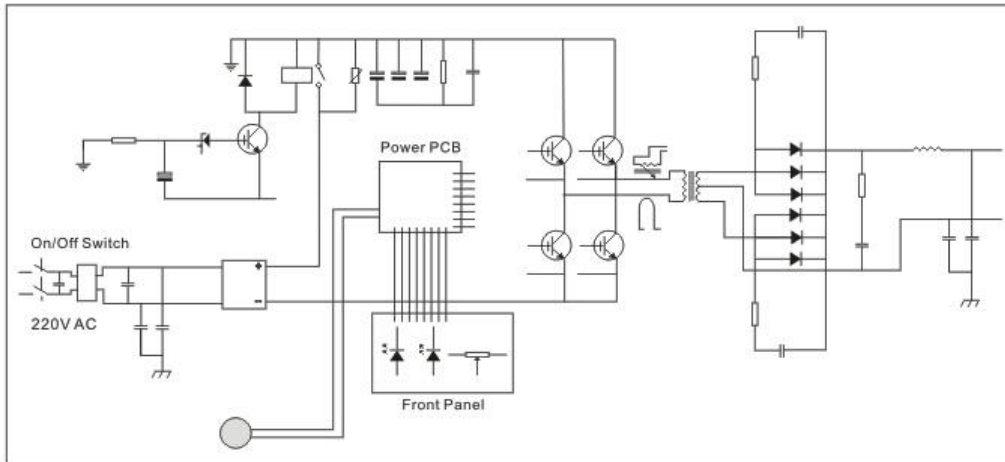 Power PCB
On/Off Switch
+
-
220V AC
Front Panel